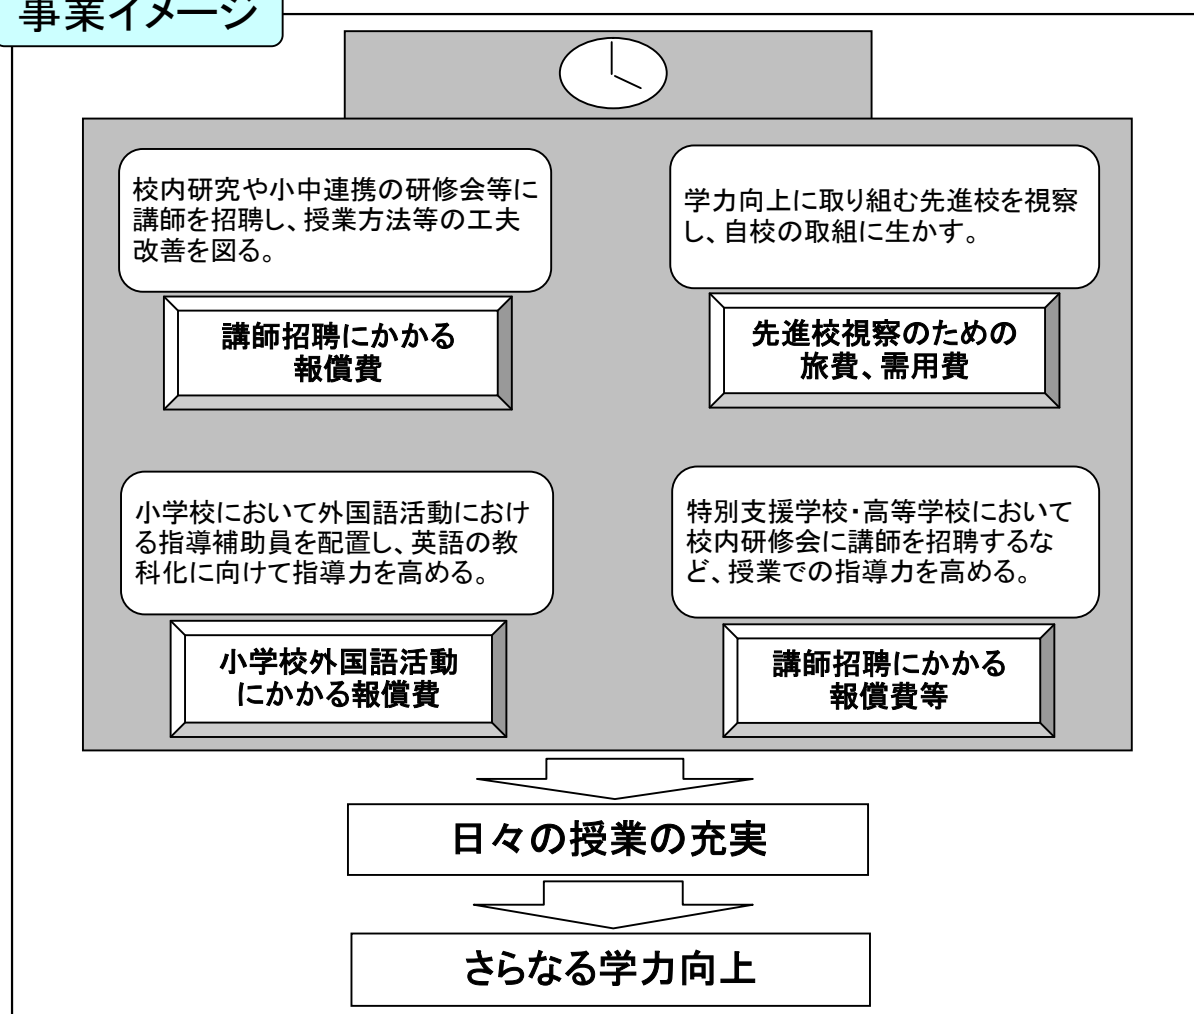 事業イメージ
校内研究や小中連携の研修会等に
講師を招聘し、授業方法等の工夫
改善を図る。
講師招聘にかかる
報償費
学力向上に取り組む先進校を視察
し、自校の取組に生かす。
先進校視察のための
旅費、需用費
小学校において外国語活動におけ
る指導補助員を配置し、英語の教
科化に向けて指導力を高める。
小学校外国語活動
にかかる報償費
特別支援学校・高等学校において
校内研修会に講師を招聘するな
ど、授業での指導力を高める。
講師招聘にかかる
報償費等
日々の授業の充実
さらなる学力向上